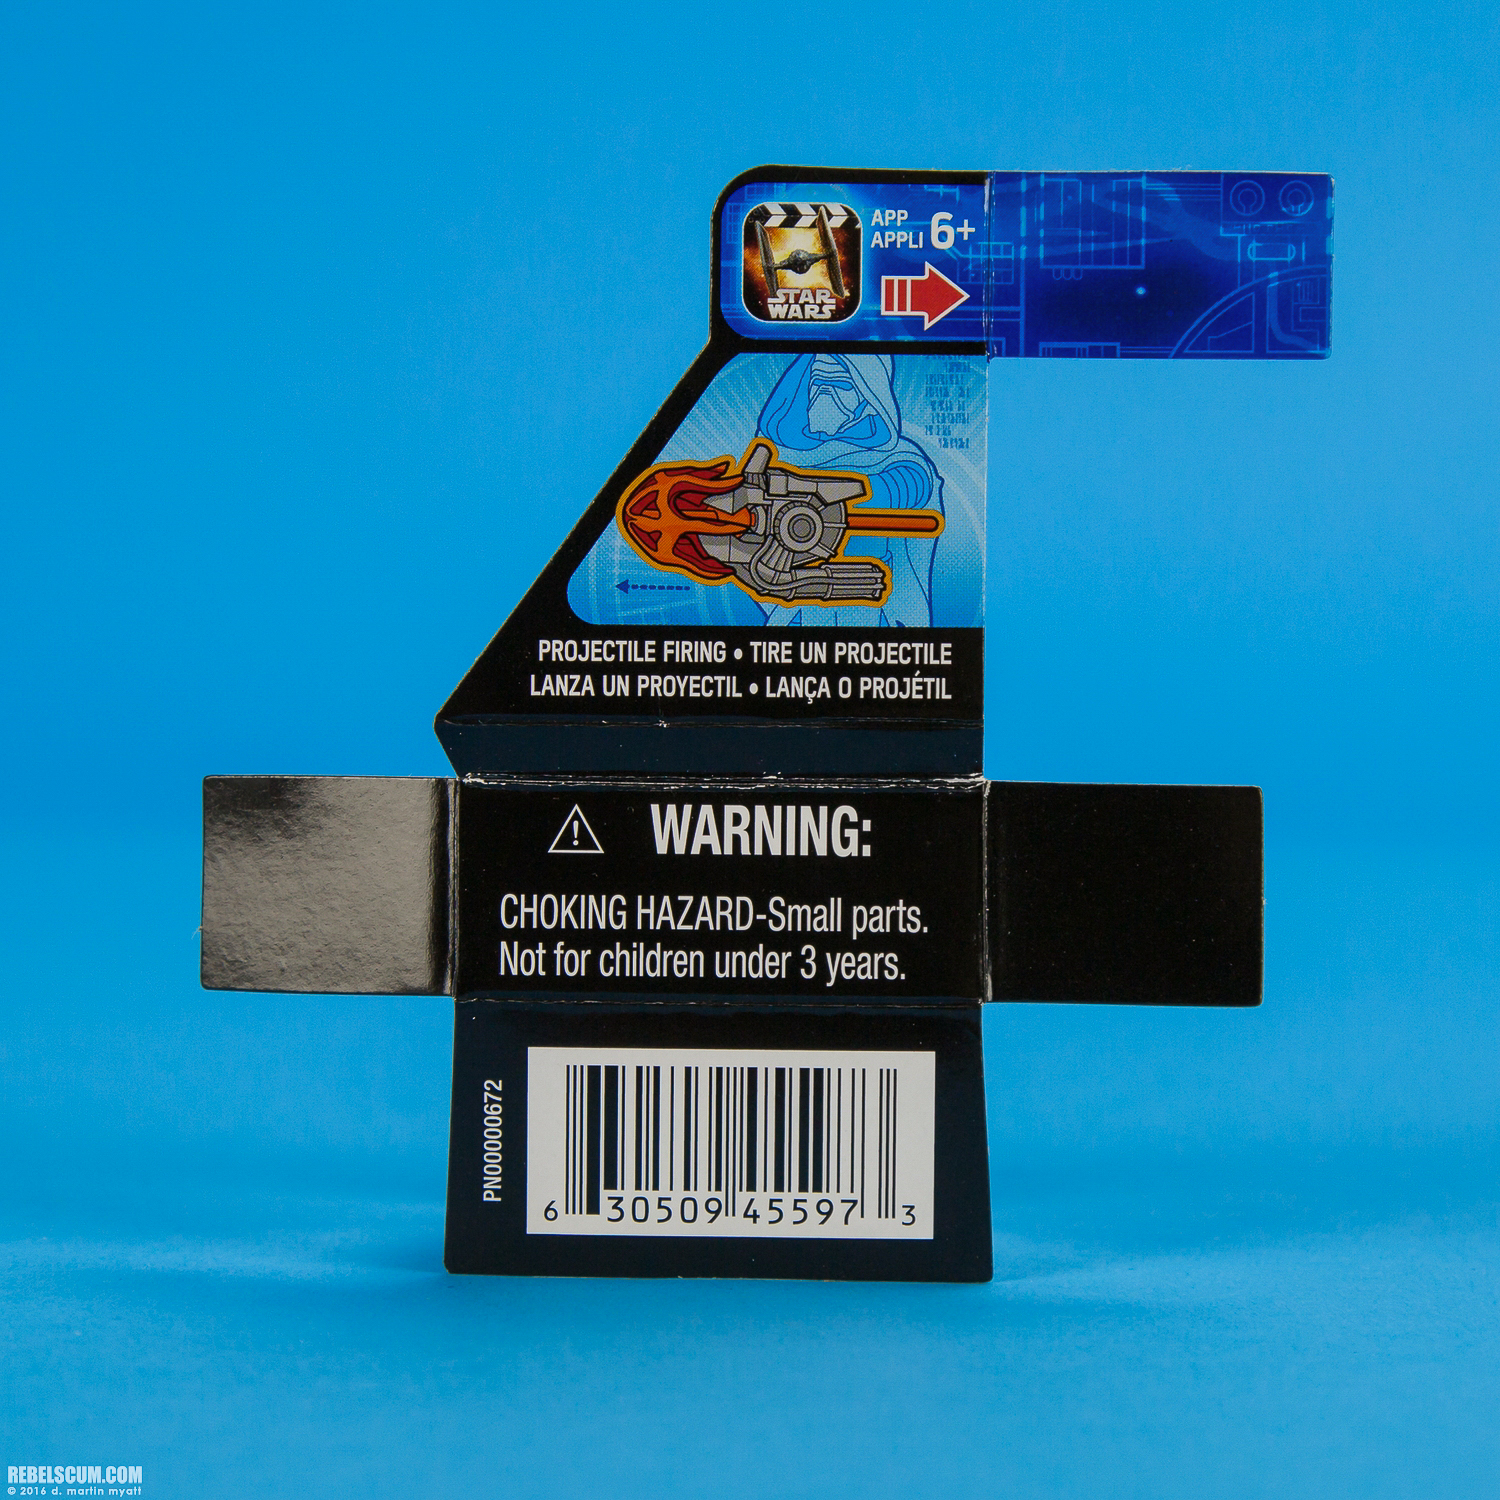 APP
APPLI 6+
STAR
WARS
PROJECTILE FIRING • TIRE UN PROJECTILE
LANZA UN PROYECTIL • LANÇA O PROJÉTIL
WARNING:
CHOKING HAZARD-Small parts.
Not for children under 3 years.
PN00000672
6 30509 45597 3
REBELSCUM.COM
© 2016 d. martin myatt